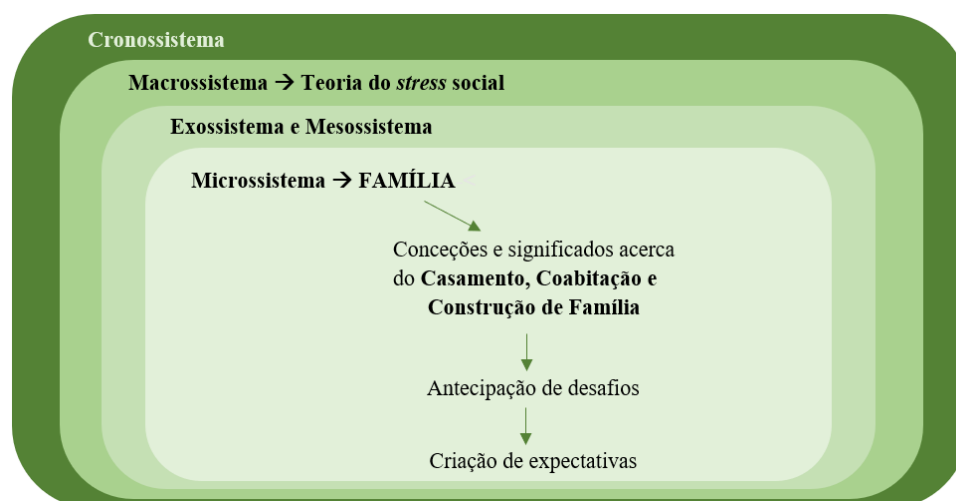 Cronossistema
Macrossistema → Teoria do stress social
Exossistema e Mesossistema
Microssistema → FAMÍLIA
Conceções e significados acerca
do Casamento, Coabitação e
Construção de Família
Antecipação de desafios
Criação de expectativas